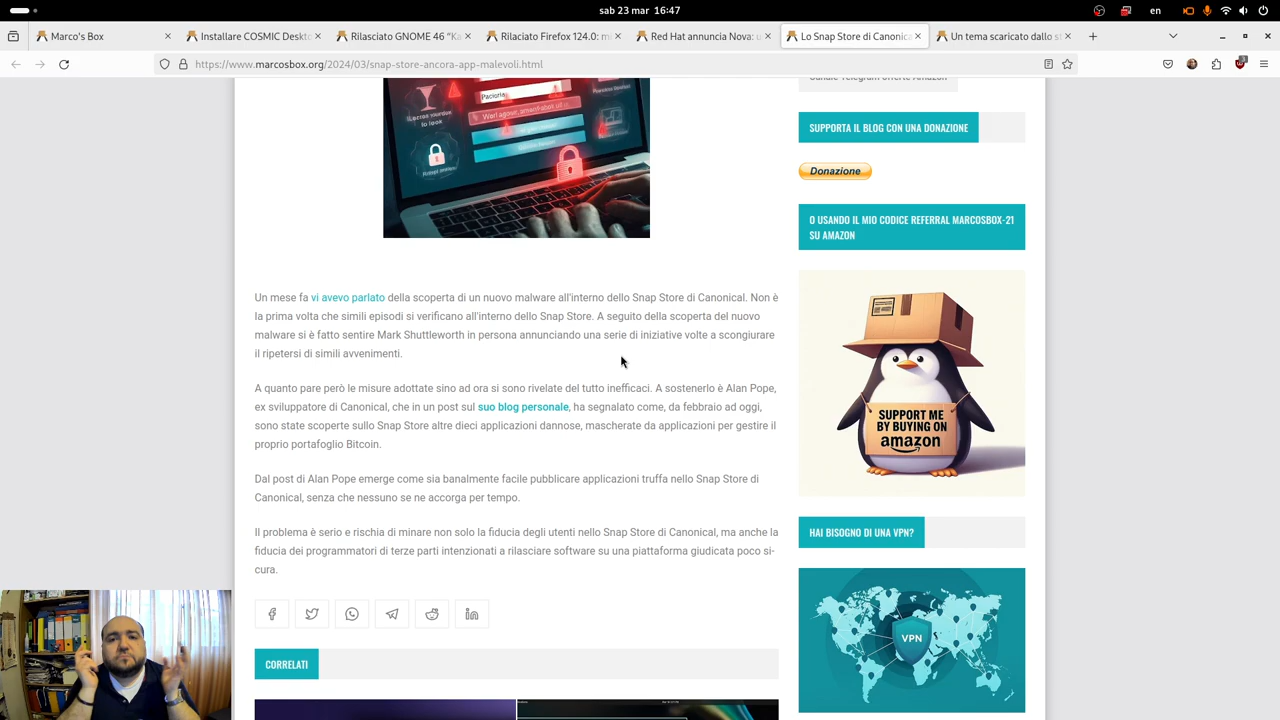 sab 23 mar 16:47
en
Marco's Box
Installare COSMIC Deskto
Rilasciato GNOME 46 "Ka
Rilaciato Firefox 124.0: m
Red Hat annuncia Nova: u
Lo Snap Store di Canonica
Un tema scaricato dallo st
https://www.marcosbox.org/2024/03/snap-store-ancora-app-malevoli.html
3
Canale Telegram Offerte Amazon
SUPPORTA IL BLOG CON UNA DONAZIONE
Donazione
O USANDO IL MIO CODICE REFERRAL MARCOSBOX-21
SU AMAZON
SUPPORT ME
BY BUYING ON
amazon
HAI BISOGNO DI UNA VPN?
VPN
Un mese fa vi avevo parlato della scoperta di un nuovo malware all'interno dello Snap Store di Canonical. Non è
la prima volta che simili episodi si verificano all'interno dello Snap Store. A seguito della scoperta del nuovo
malware si è fatto sentire Mark Shuttleworth in persona annunciando una serie di iniziative volte a scongiurare
il ripetersi di simili avvenimenti.
A quanto pare però le misure adottate sino ad ora si sono rivelate del tutto inefficaci. A sostenerlo è Alan Pope,
ex sviluppatore di Canonical, che in un post sul suo blog personale, ha segnalato come, da febbraio ad oggi,
sono state scoperte sullo Snap Store altre dieci applicazioni dannose, mascherate da applicazioni per gestire il
proprio portafoglio Bitcoin.
Dal post di Alan Pope emerge come sia banalmente facile pubblicare applicazioni truffa nello Snap Store di
Canonical, senza che nessuno se ne accorga per tempo.
Il problema è serio e rischia di minare non solo la fiducia degli utenti nello Snap Store di Canonical, ma anche la
fiducia dei programmatori di terze parti intenzionati a rilasciare software su una piattaforma giudicata poco si-
cura.
CORRELATI